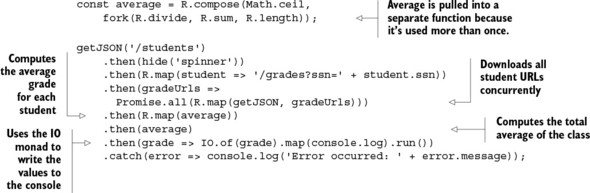 const average = R.compose(Math.ceil,
fork(R.divide, R.sum, R.length));
Average is pulled into a
separate function because
it's used more than once.
getJSON('/students')
.then(hide('spinner'))
.then(R.map(student => '/grades?ssn=' + student.ssn))
.then(gradeUrls =>
Promise.all(R.map(getJSON, gradeUrls)))
.then(R.map(average))
.then(average)
.then(grade => IO.of(grade).map(console.log).run())
.catch(error => console.log('Error occurred: ' + error.message));
Computes
the average
grade
for each
student
Downloads all
student URLs
concurrently
Computes the total
average of the class
Uses the IO
monad to
write the
values to
the console